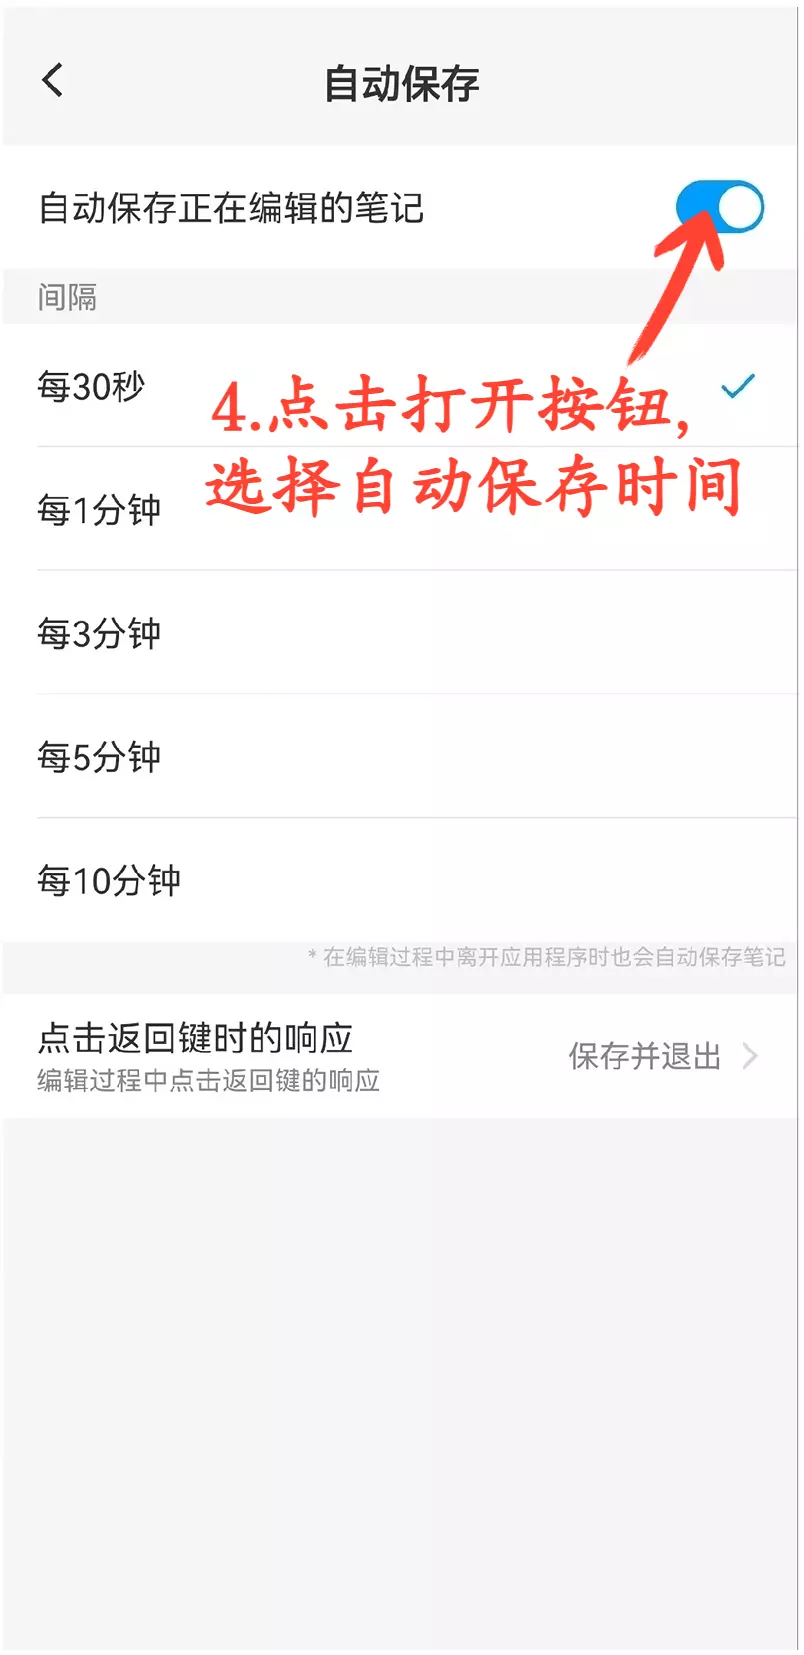 自动保存
自动保存正在编辑的笔记
间隔
每30秒
4.点击打开按钮,
选择自动保存时间
每1分钟
每3分钟
每5分钟
每10分钟
* 在编辑过程中离开应用程序时也会自动保存笔记
点击返回键时的响应
编辑过程中点击返回键的响应
保存并退出